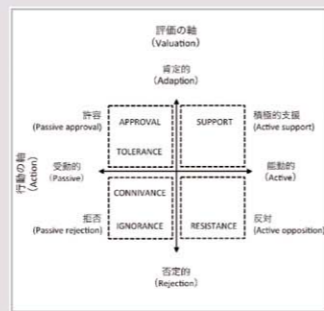 評価の軸
(Valuation)
肯定的
(Adaption)
許容
(Passive approval)
APPROVAL
TOLERANCE
SUPPORT
積極的支援
(Active support)
行動の軸
(Action)
受動的
(Passive)
能動的
(Active)
拒否
(Passive rejection)
CONNIVANCE
IGNORANCE
RESISTANCE
反対
(Active opposition)
否定的
(Rejection)